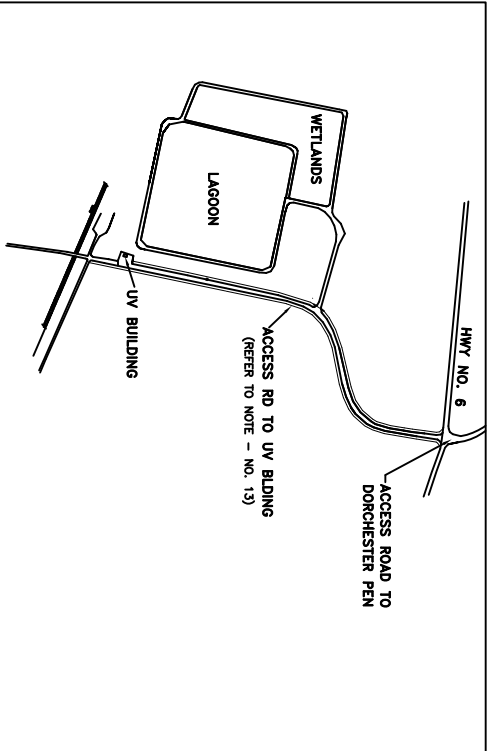 HWY NO. 6
ACCESS ROAD TO
DORCHESTER PEN
WETLANDS
LAGOON
ACCESS RD TO UV BLDING
(REFER TO NOTE - NO. 13)
UV BUILDING